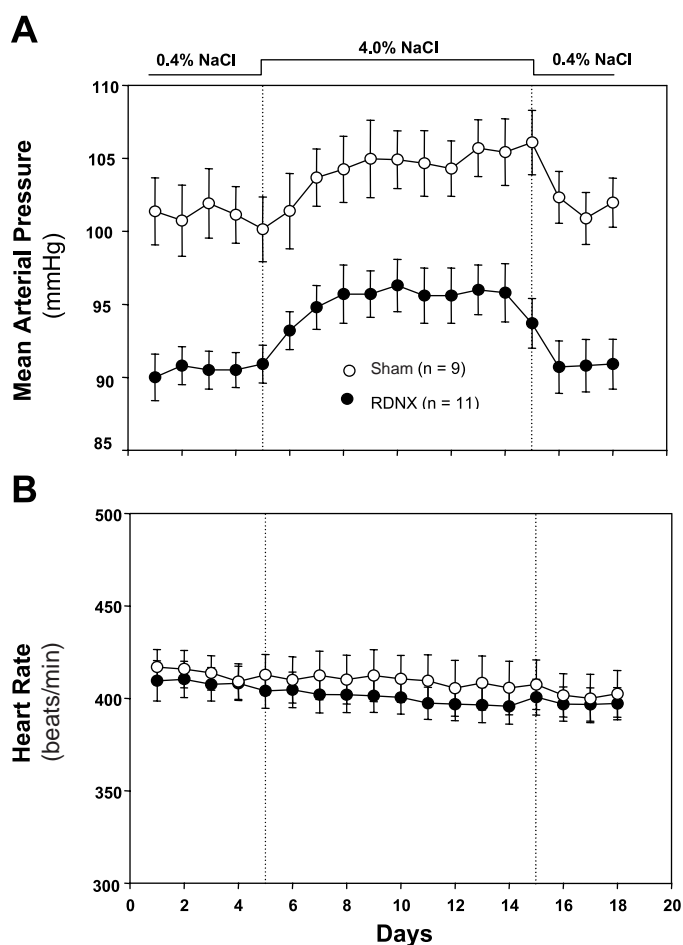 A
0.4% NaCl 4.0% NaCl 0.4% NaCl
110
105
100
95
90
85
Mean Arterial Pressure
(mmHg)
Sham (n = 9)
RDNX (n = 11)
B
500
450
400
350
300
Heart Rate
(beats/min)
0 2 4 6 8 10 12 14 16 18 20
Days